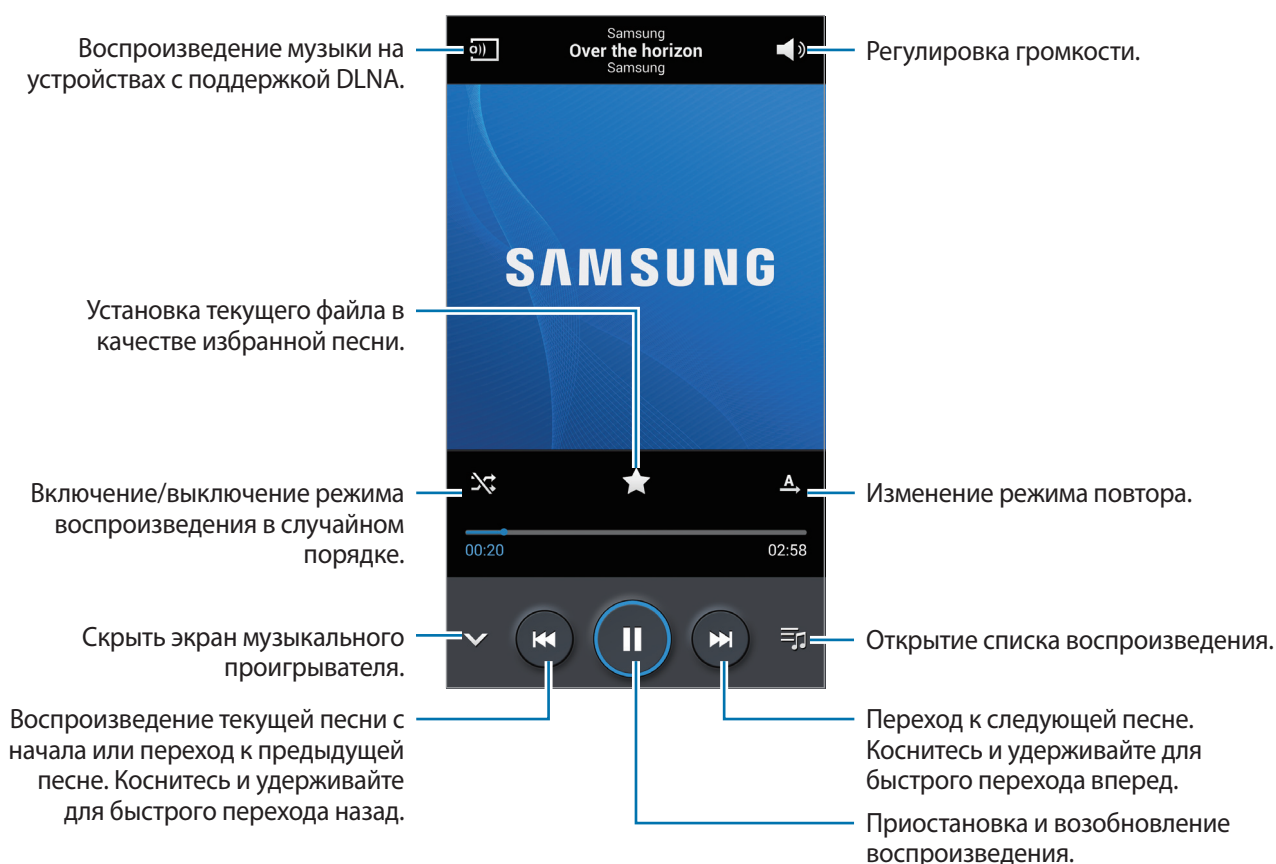 Воспроизведение музыки на
устройствах с поддержкой DLNA.
Samsung
Over the horizon
Samsung
Регулировка громкости.
SAMSUNG
Установка текущего файла в
качестве избранной песни.
Включение/выключение режима
воспроизведения в случайном
порядке.
A
Изменение режима повтора.
00:20
02:58
Скрыть экран музыкального
проигрывателя.
Открытие списка воспроизведения.
Воспроизведение текущей песни с
начала или переход к предыдущей
песне. Коснитесь и удерживайте
для быстрого перехода назад.
Переход к следующей песне.
Коснитесь и удерживайте для
быстрого перехода вперед.
Приостановка и возобновление
воспроизведения.